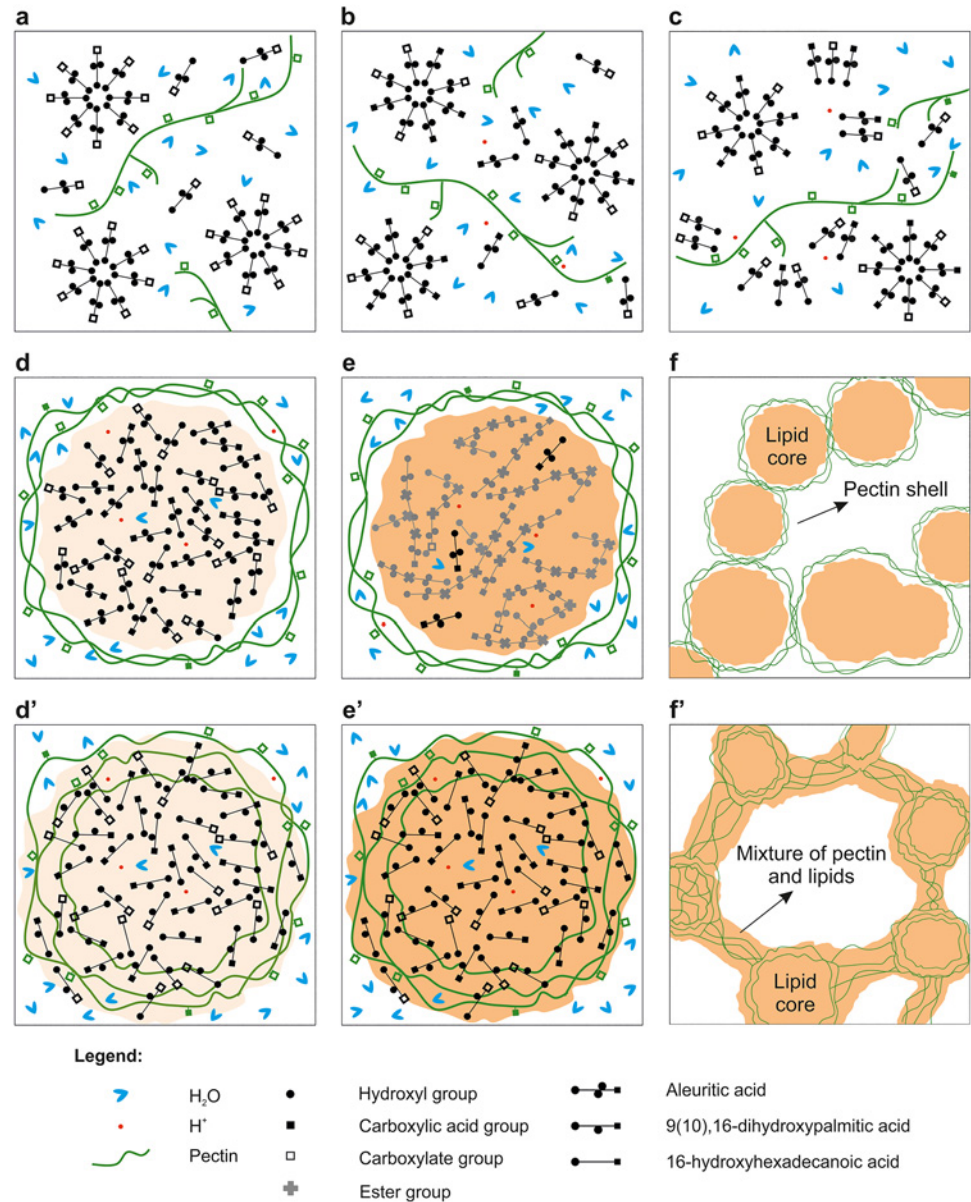 a
b
c
d
e
f
Lipid
core
Pectin shell
d'
e'
f'
Mixture of pectin
and lipids
Lipid
core
Legend:
H₂O
Hydroxyl group
Aleuritic acid
H⁺
Carboxylic acid group
9(10),16-dihydroxypalmitic acid
Pectin
Carboxylate group
16-hydroxyhexadecanoic acid
Ester group